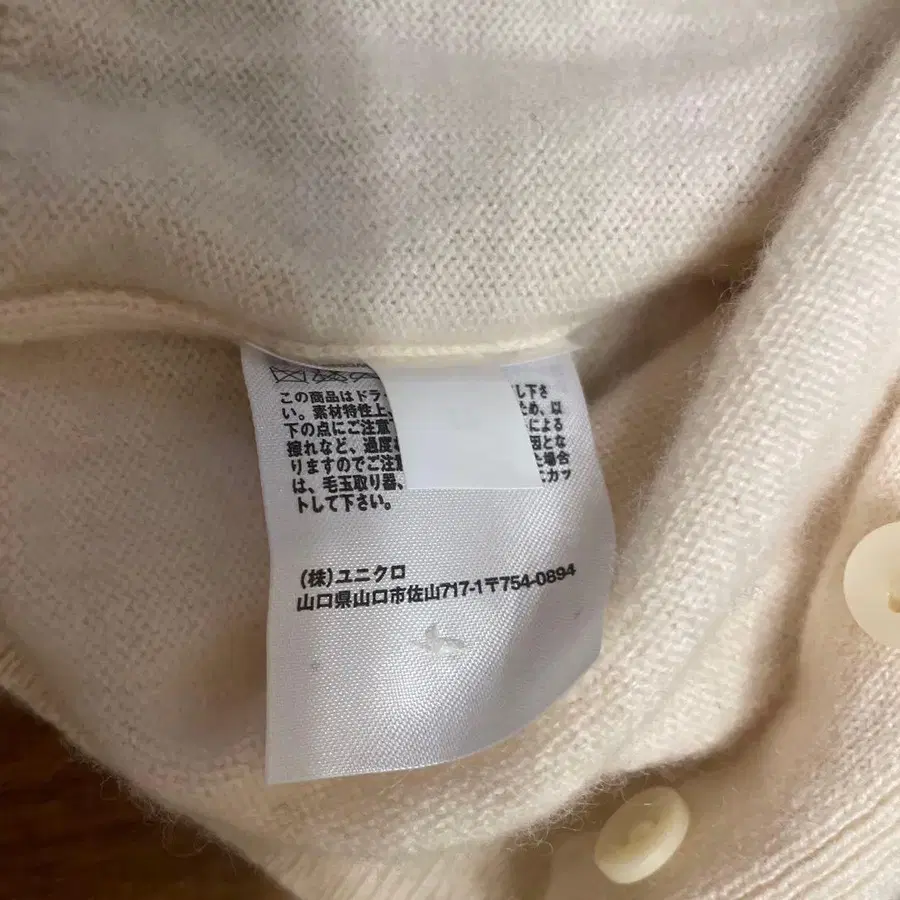 この商品はドラ
し下さ
い。素材特性上、
ため、以
下の点にご注意
による
擦れなど、過度
因とな
りますのでご注意
た場合
は、毛玉取り器、
にカッ
トして下さい。
(株)ユニクロ
山口県山口市佐山717-1〒754-0894